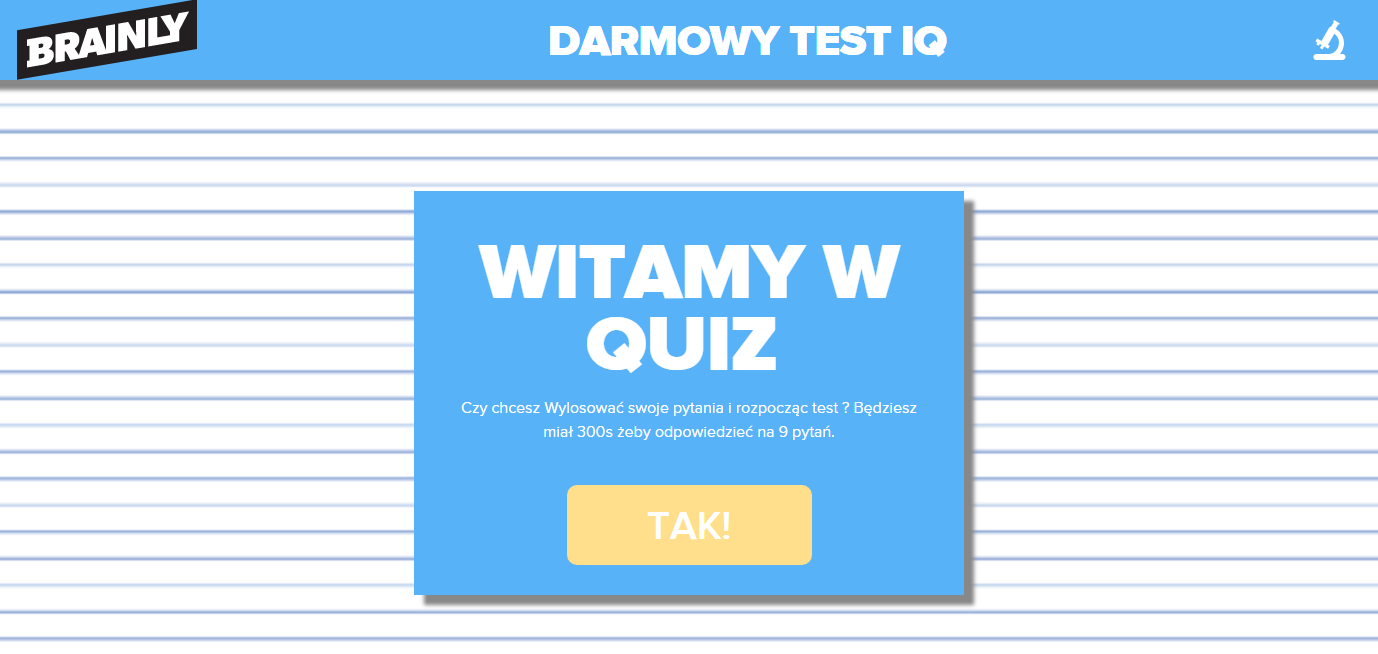 BRAINLY
DARMOWY TEST IQ
WITAMY W
QUIZ
Czy chcesz Wylosować swoje pytania i rozpocząc test ? Będziesz
miał 300s żeby odpowiedzieć na 9 pytań.
TAK!